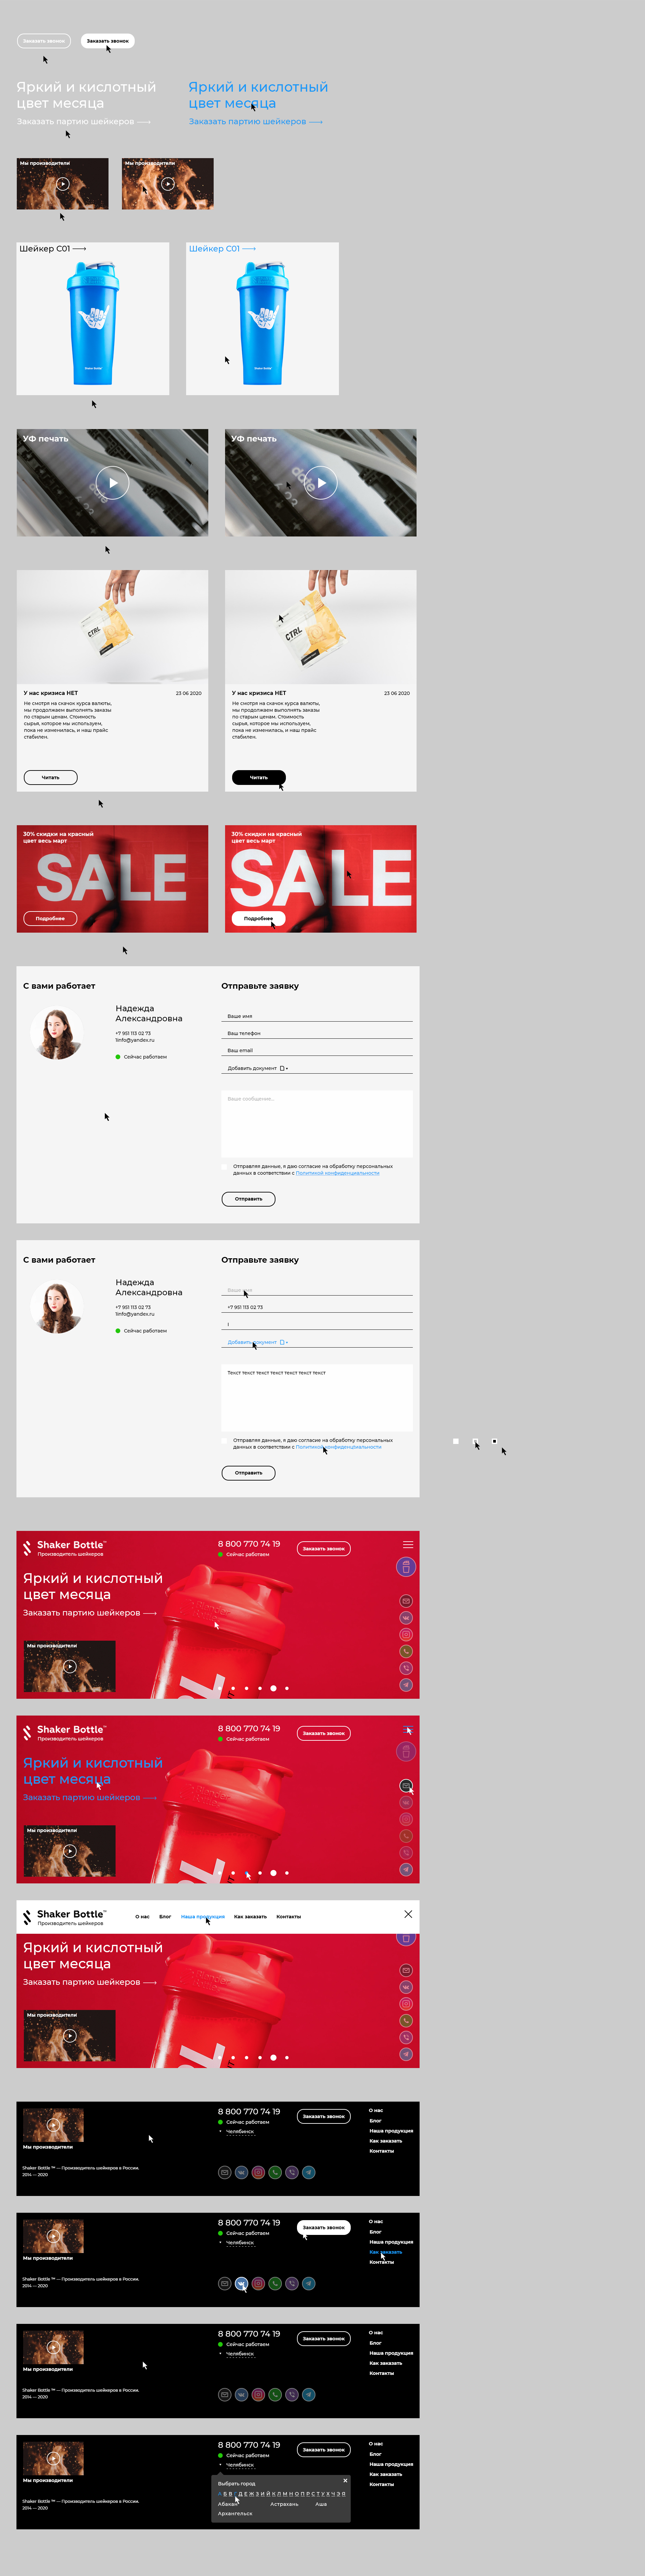 Заказать звонок
Заказать звонок
Яркий и кислотный
цвет месяца
Заказать партию шейкеров
Яркий и кислотный
цвет месяца
Заказать партию шейкеров
Мы производители
Мы производители
Шейкер С01
Шейкер С01
Shaker Bottle
Shaker Bottle
УФ печать
УФ печать
CTRL
CTRL
У нас кризиса НЕТ
23 06 2020
Не смотря на скачок курса валюты,
мы продолжаем выполнять заказы
по старым ценам. Стоимость
сырья, которое мы используем,
пока не изменилась, и наш прайс
стабилен.
Читать
У нас кризиса НЕТ
23 06 2020
Не смотря на скачок курса валюты,
мы продолжаем выполнять заказы
по старым ценам. Стоимость
сырья, которое мы используем,
пока не изменилась, и наш прайс
стабилен.
Читать
30% скидки на красный
цвет весь март
SALE
Подробнее
30% скидки на красный
цвет весь март
SALE
Подробнее
С вами работает
Надежда
Александровна
+7 951 113 02 73
1info@yandex.ru
Сейчас работаем
Отправьте заявку
Ваше имя
Ваш телефон
Ваш email
Добавить документ
Ваше сообщение...
Отправляя данные, я даю согласие на обработку персональных
данных в соответствии с Политикой конфиденциальности
Отправить
С вами работает
Надежда
Александровна
+7 951 113 02 73
1info@yandex.ru
Сейчас работаем
Отправьте заявку
Ваше
+7 951 113 02 73
Добавить документ
Текст текст текст текст текст текст текст
Отправляя данные, я даю согласие на обработку персональных
данных в соответствии с Политикой конфиденциальности
Отправить
Shaker Bottle
Производитель шейкеров
8 800 770 74 19
Сейчас работаем
Заказать звонок
Яркий и кислотный
цвет месяца
Заказать партию шейкеров
Мы производители
Shaker Bottle
Производитель шейкеров
8 800 770 74 19
Сейчас работаем
Заказать звонок
Яркий и кислотный
цвет месяца
Заказать партию шейкеров
Мы производители
Shaker Bottle
Производитель шейкеров
О нас
Блог
Наша продукция
Как заказать
Контакты
Яркий и кислотный
цвет месяца
Заказать партию шейкеров
Мы производители
Мы производители
Shaker Bottle ™ — Производитель шейкеров в России.
2014 — 2020
8 800 770 74 19
Сейчас работаем
Челябинск
Заказать звонок
О нас
Блог
Наша продукция
Как заказать
Контакты
Мы производители
Shaker Bottle ™ — Производитель шейкеров в России.
2014 — 2020
8 800 770 74 19
Сейчас работаем
Челябинск
Заказать звонок
О нас
Блог
Наша продукция
Как заказать
Контакты
Мы производители
Shaker Bottle ™ — Производитель шейкеров в России.
2014 — 2020
8 800 770 74 19
Сейчас работаем
Челябинск
Заказать звонок
О нас
Блог
Наша продукция
Как заказать
Контакты
Мы производители
Shaker Bottle ™ — Производитель шейкеров в России.
2014 — 2020
8 800 770 74 19
Сейчас работаем
Челябинск
Заказать звонок
О нас
Блог
Наша продукция
Как заказать
Контакты
Выбрать город
А Б В Г Д Е Ж З И Й К Л М Н О П Р С Т У Х Ч Э Я
Абакан
Астрахань
Аша
Архангельск